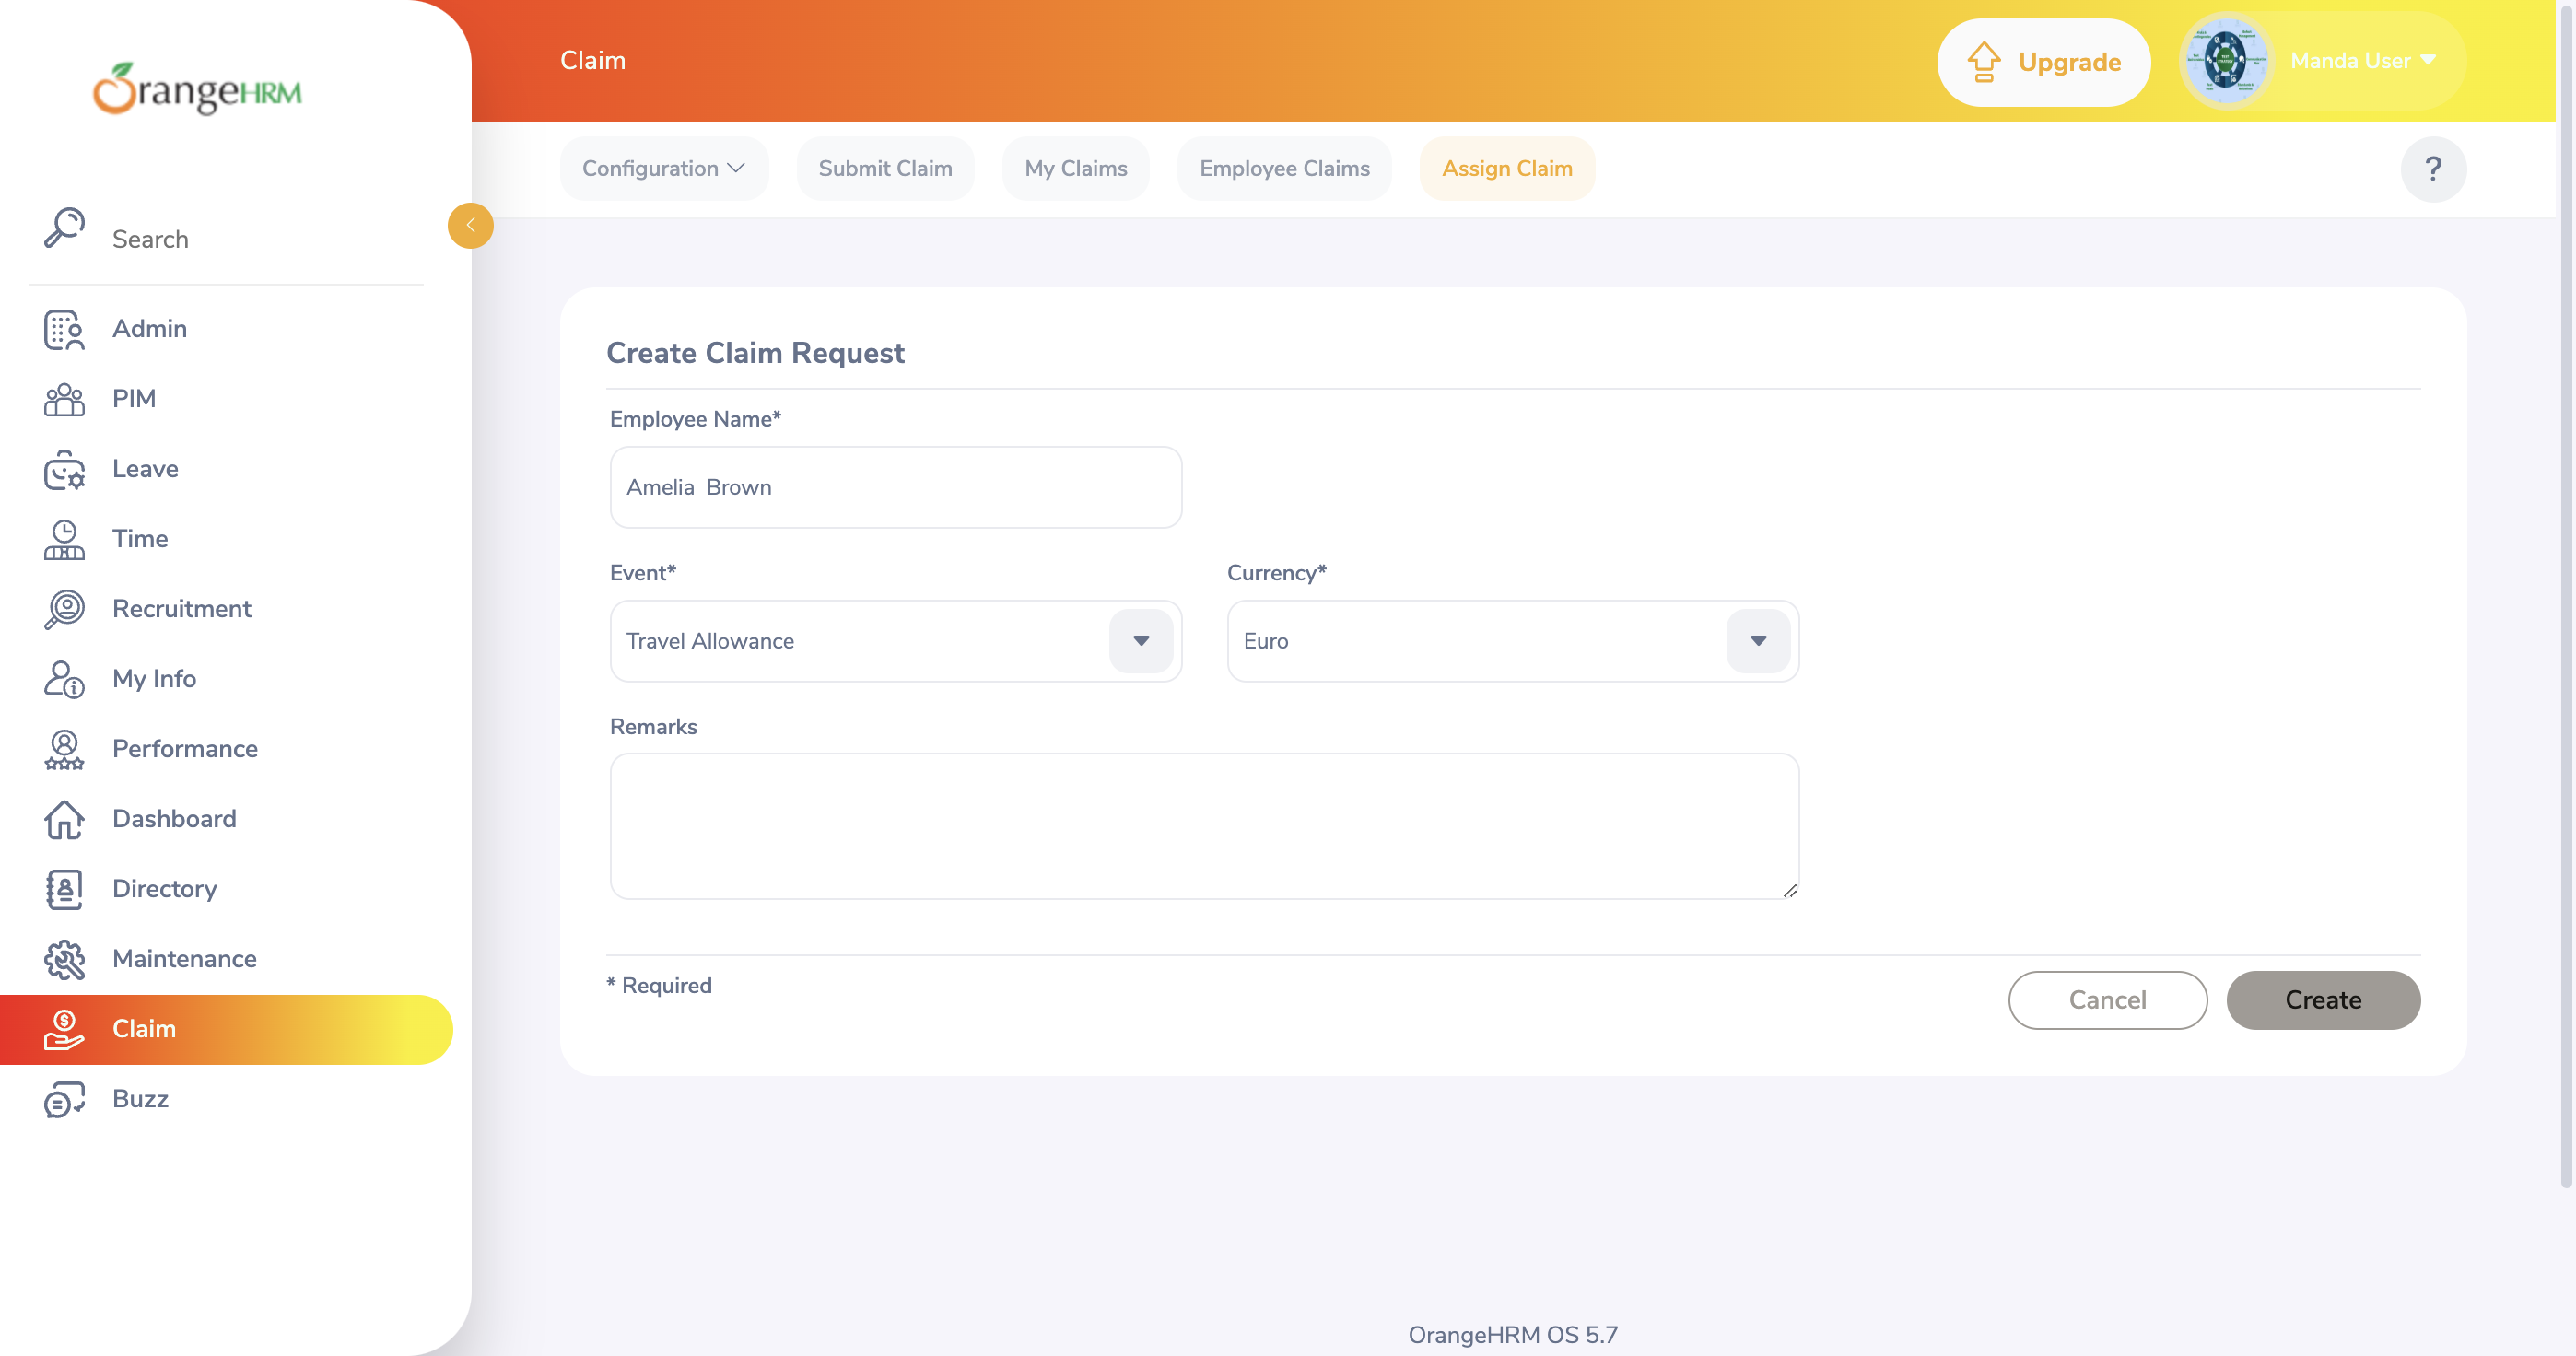 OrangeHRM
Claim
Upgrade
Manda User
Configuration
Submit Claim
My Claims
Employee Claims
Assign Claim
?
Search
Admin
PIM
Leave
Time
Recruitment
My Info
Performance
Dashboard
Directory
Maintenance
Claim
Buzz
Create Claim Request
Employee Name*
Amelia  Brown
Event*
Currency*
Travel Allowance
Euro
Remarks
* Required
Cancel
Create
OrangeHRM OS 5.7